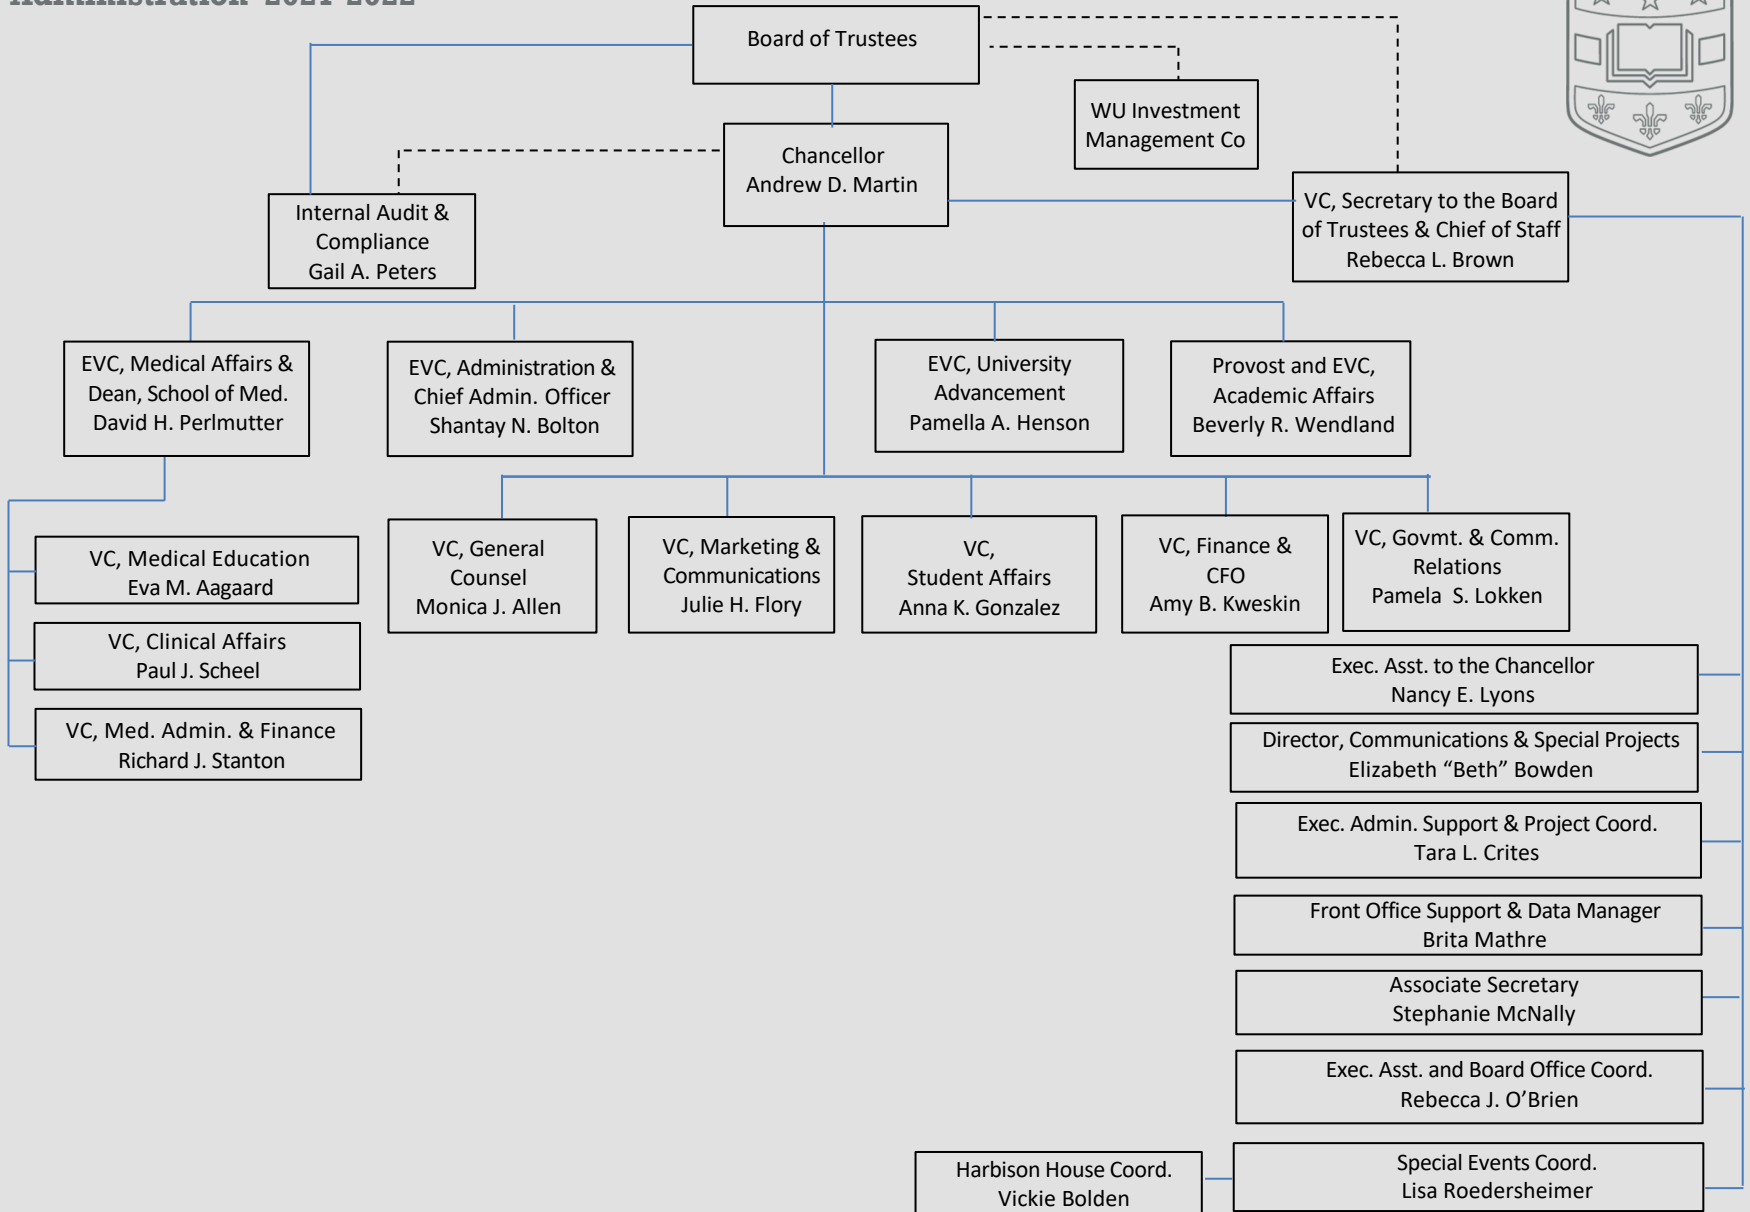 Administration 2021-2022
Board of Trustees
WU Investment
Management Co
Chancellor
Andrew D. Martin
Internal Audit &
Compliance
Gail A. Peters
VC, Secretary to the Board
of Trustees & Chief of Staff
Rebecca L. Brown
EVC, Medical Affairs &
Dean, School of Med.
David H. Perlmutter
EVC, Administration &
Chief Admin. Officer
Shantay N. Bolton
EVC, University
Advancement
Pamella A. Henson
Provost and EVC,
Academic Affairs
Beverly R. Wendland
VC, Medical Education
Eva M. Aagaard
VC, Clinical Affairs
Paul J. Scheel
VC, Med. Admin. & Finance
Richard J. Stanton
VC, General
Counsel
Monica J. Allen
VC, Marketing &
Communications
Julie H. Flory
VC,
Student Affairs
Anna K. Gonzalez
VC, Finance &
CFO
Amy B. Kweskin
VC, Govmt. & Comm.
Relations
Pamela  S. Lokken
Exec. Asst. to the Chancellor
Nancy E. Lyons
Director, Communications & Special Projects
Elizabeth “Beth” Bowden
Exec. Admin. Support & Project Coord.
Tara L. Crites
Front Office Support & Data Manager
Brita Mathre
Associate Secretary
Stephanie McNally
Exec. Asst. and Board Office Coord.
Rebecca J. O’Brien
Special Events Coord.
Lisa Roedersheimer
Harbison House Coord.
Vickie Bolden